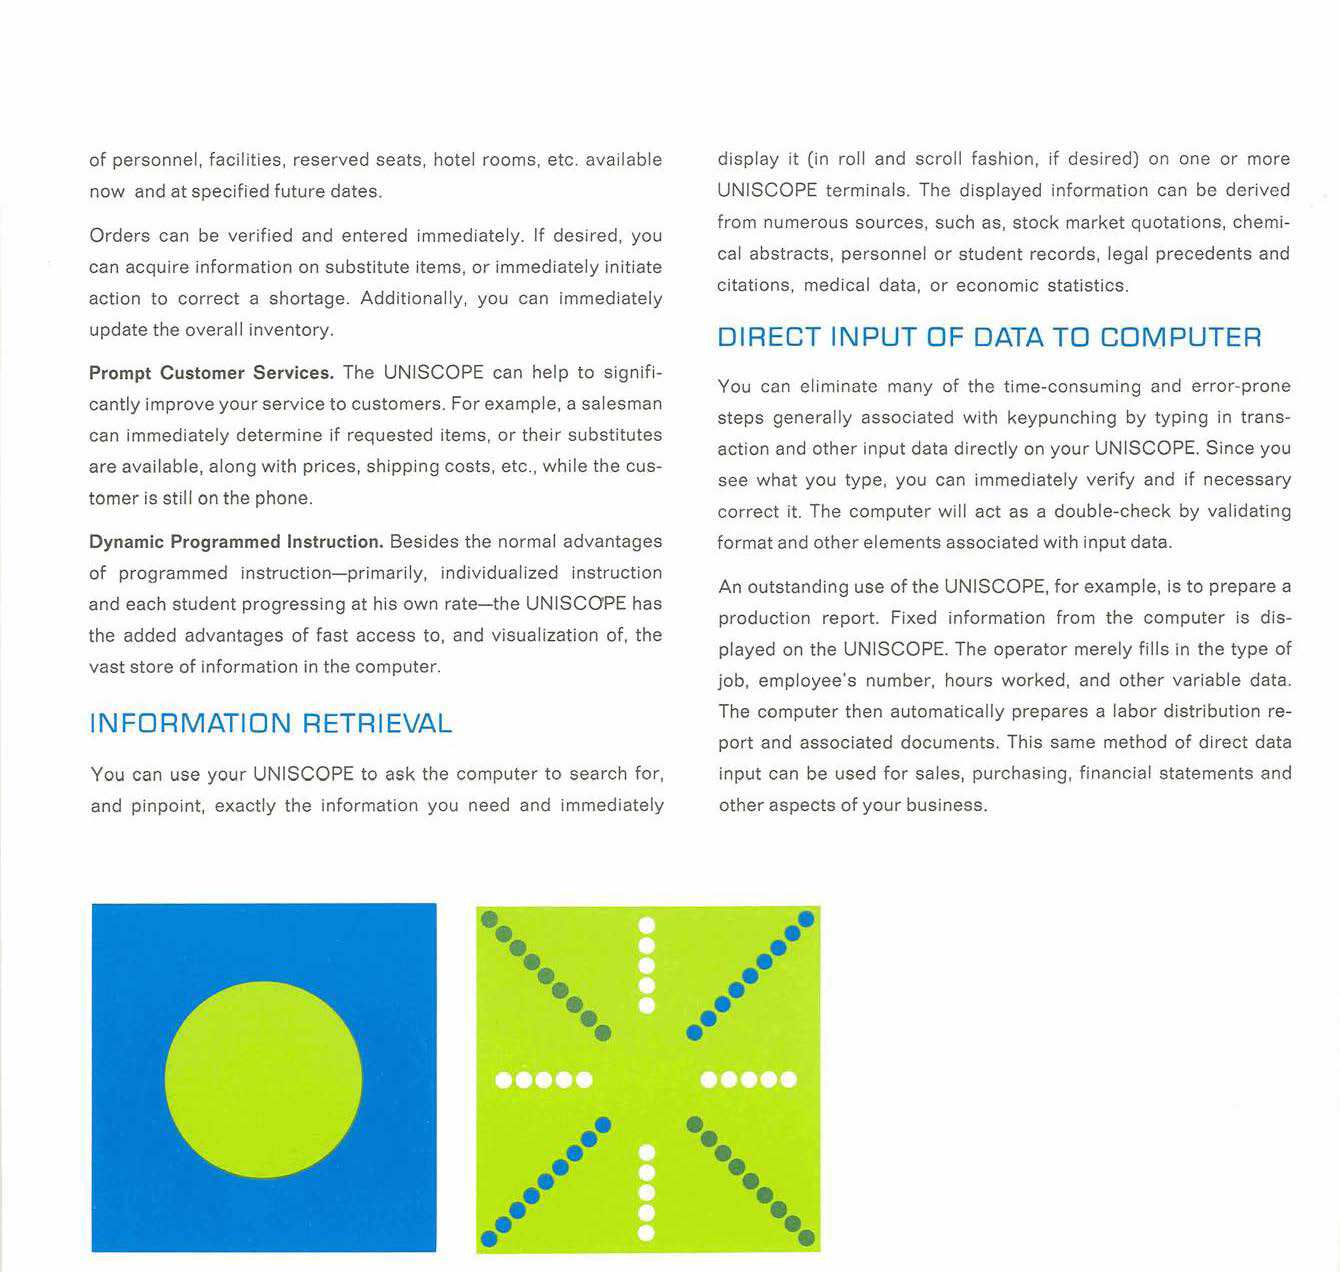 of personnel, facilities, reserved seats, hotel rooms, etc. available
now and at specified future dates.
Orders can be verified and entered immediately. If desired, you
can acquire information on substitute items, or immediately initiate
action to correct a shortage. Additionally, you can immediately
update the overall inventory.
Prompt Customer Services. The UNISCOPE can help to signifi-
cantly improve your service to customers. For example, a salesman
can immediately determine if requested items, or their substitutes
are available, along with prices, shipping costs, etc., while the cus-
tomer is still on the phone.
Dynamic Programmed Instruction. Besides the normal advantages
of programmed instruction—primarily, individualized instruction
and each student progressing at his own rate—the UNISCOPE has
the added advantages of fast access to, and visualization of, the
vast store of information in the computer.
INFORMATION RETRIEVAL
You can use your UNISCOPE to ask the computer to search for,
and pinpoint, exactly the information you need and immediately
display it (in roll and scroll fashion, if desired) on one or more
UNISCOPE terminals. The displayed information can be derived
from numerous sources, such as, stock market quotations, chemi-
cal abstracts, personnel or student records, legal precedents and
citations, medical data, or economic statistics.
DIRECT INPUT OF DATA TO COMPUTER
You can eliminate many of the time-consuming and error-prone
steps generally associated with keypunching by typing in trans-
action and other input data directly on your UNISCOPE. Since you
see what you type, you can immediately verify and if necessary
correct it. The computer will act as a double-check by validating
format and other elements associated with input data.
An outstanding use of the UNISCOPE, for example, is to prepare a
production report. Fixed information from the computer is dis-
played on the UNISCOPE. The operator merely fills in the type of
job, employee's number, hours worked, and other variable data.
The computer then automatically prepares a labor distribution re-
port and associated documents. This same method of direct data
input can be used for sales, purchasing, financial statements and
other aspects of your business.